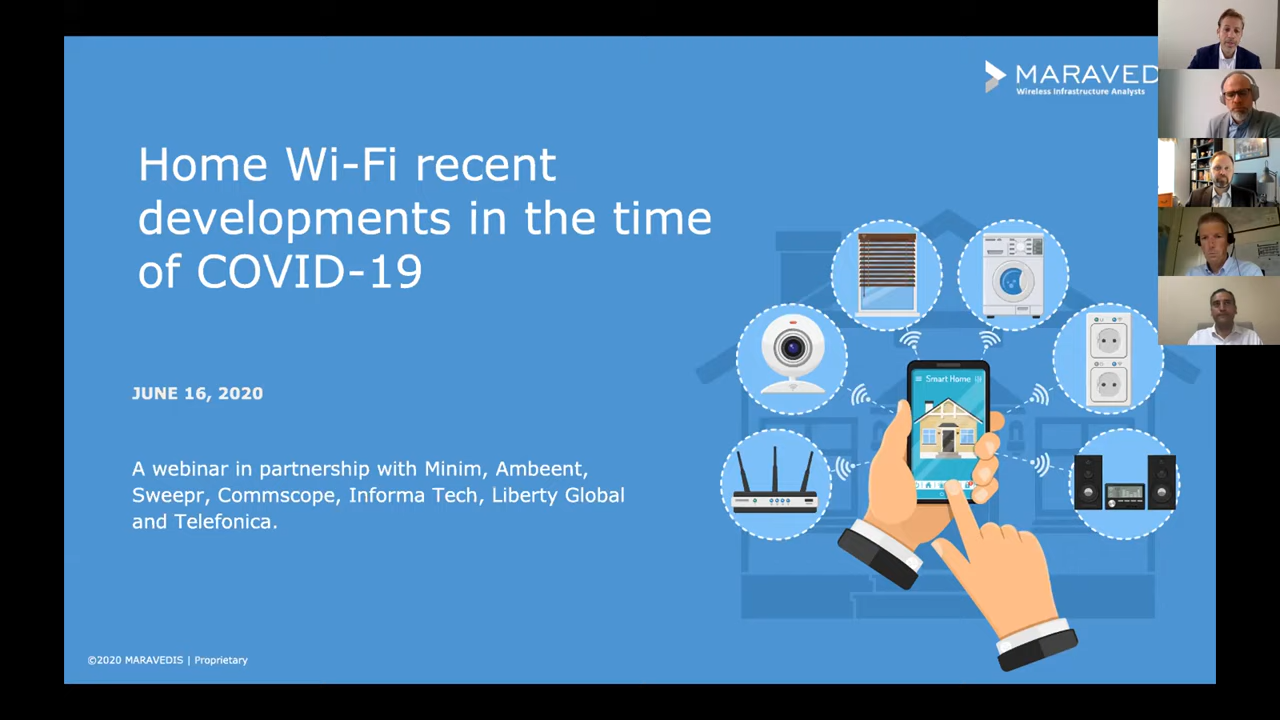 MARAVED
Wireless Infrastructure Analysts
Home Wi-Fi recent
developments in the time
of COVID-19
JUNE 16, 2020
A webinar in partnership with Minim, Ambeent,
Sweepr, Commscope, Informa Tech, Liberty Global
and Telefonica.
Smart Home
©2020 MARAVEDIS | Proprietary